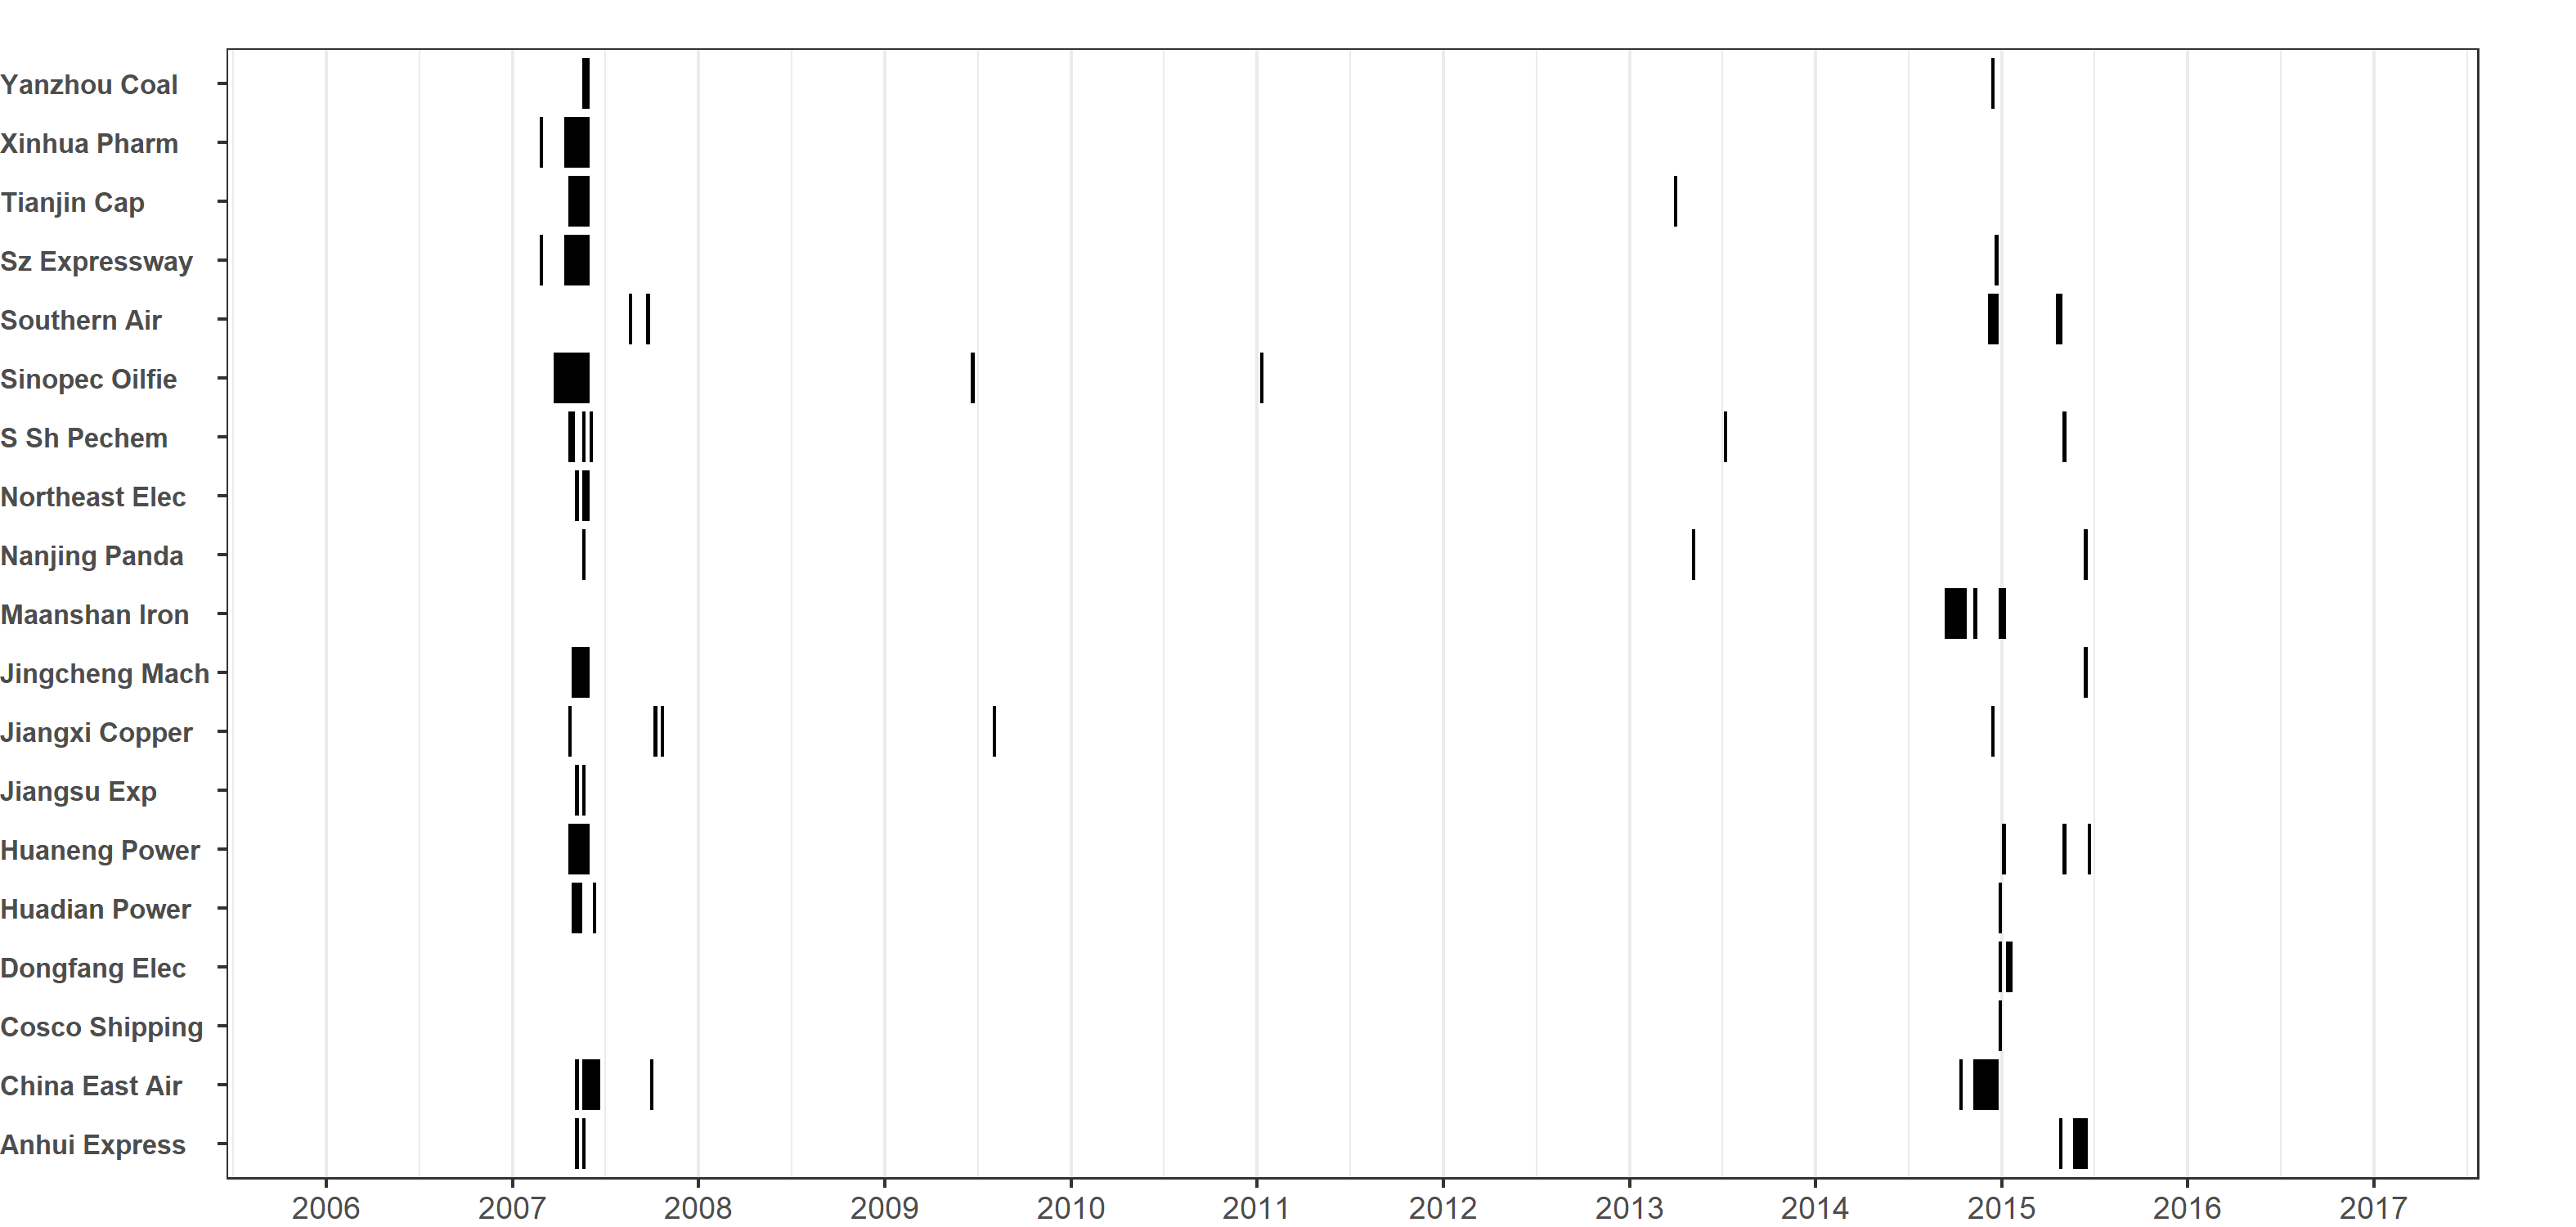 Yanzhou Coal
Xinhua Pharm
Tianjin Cap
Sz Expressway
Southern Air
Sinopec Oilfie
S Sh Pechem
Northeast Elec
Nanjing Panda
Maanshan Iron
Jingcheng Mach
Jiangxi Copper
Jiangsu Exp
Huaneng Power
Huadian Power
Dongfang Elec
Cosco Shipping
China East Air
Anhui Express
2006 2007 2008 2009 2010 2011 2012 2013 2014 2015 2016 2017